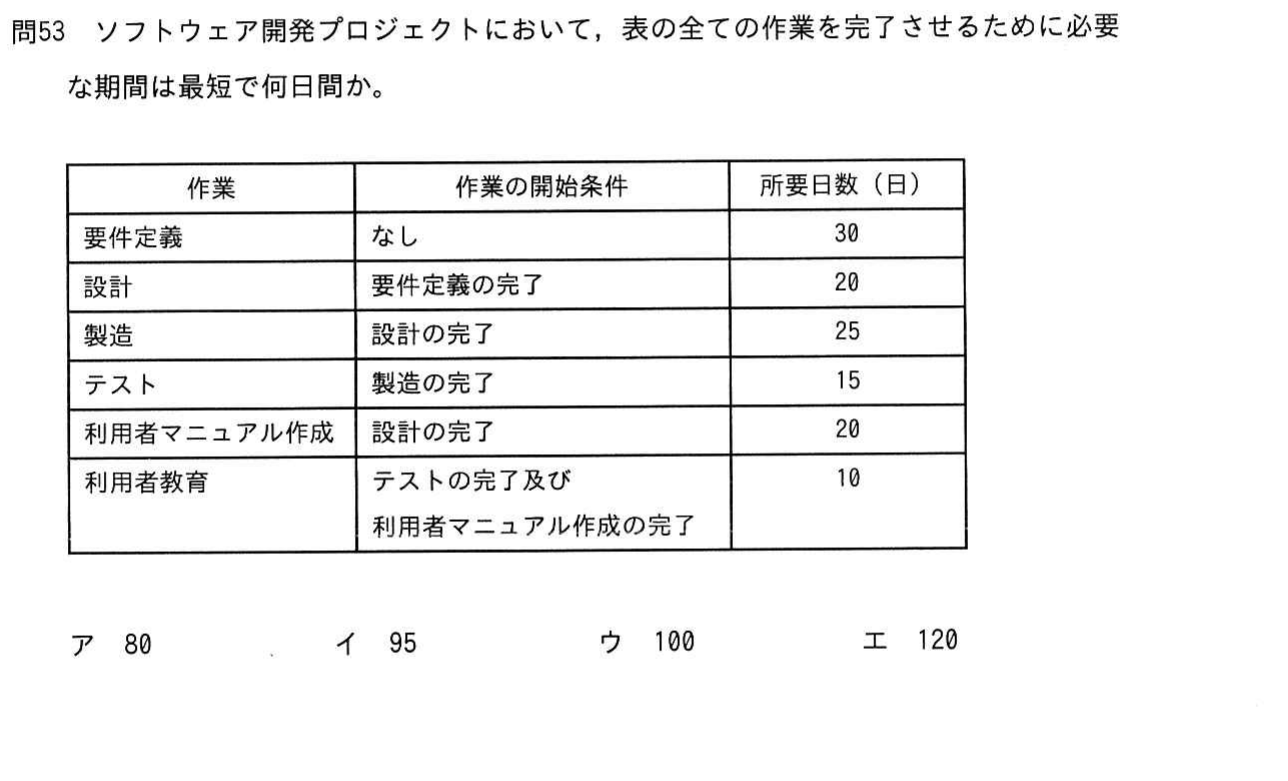 問53　ソフトウェア開発プロジェクトにおいて，表の全ての作業を完了させるために必要
な期間は最短で何日間か。
作業　作業の開始条件　所要日数（日）
要件定義　なし　30
設計　要件定義の完了　20
製造　設計の完了　25
テスト　製造の完了　15
利用者マニュアル作成　設計の完了　20
利用者教育　テストの完了及び　10
利用者マニュアル作成の完了
ア　80　イ　95　ウ　100　エ　120